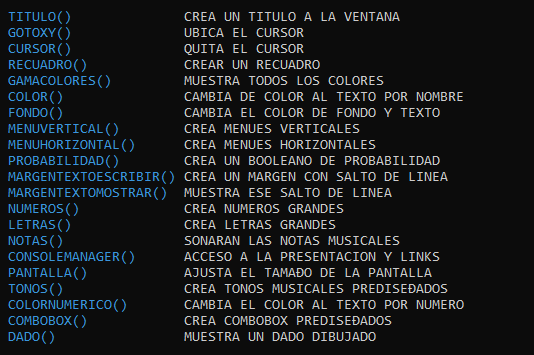 TITULO() CREA UN TITULO A LA VENTANA
GOTOXY() UBICA EL CURSOR
CURSOR() QUITA EL CURSOR
RECUADRO() CREAR UN RECUADRO
GAMACOLORES() MUESTRA TODOS LOS COLORES
COLOR() CAMBIA DE COLOR AL TEXTO POR NOMBRE
FONDO() CAMBIA EL COLOR DE FONDO Y TEXTO
MENUVERTICAL() CREA MENUES VERTICALES
MENUHORIZONTAL() CREA MENUES HORIZONTALES
PROBABILIDAD() CREA UN BOOLEANO DE PROBABILIDAD
MARGENTEXTOESCRIBIR() CREA UN MARGEN CON SALTO DE LINEA
MARGENTEXTOMOSTRAR() MUESTRA ESE SALTO DE LINEA
NUMEROS() CREA NUMEROS GRANDES
LETRAS() CREA LETRAS GRANDES
NOTAS() SONARAN LAS NOTAS MUSICALES
CONSOLEMANAGER() ACCESO A LA PRESENTACION Y LINKS
PANTALLA() AJUSTA EL TAMAÐO DE LA PANTALLA
TONOS() CREA TONOS MUSICALES PREDISEÐADOS
COLORNUMERICO() CAMBIA EL COLOR AL TEXTO POR NUMERO
COMBOBOX() CREA COMBOBOX PREDISEÐADOS
DADO() MUESTRA UN DADO DIBUJADO